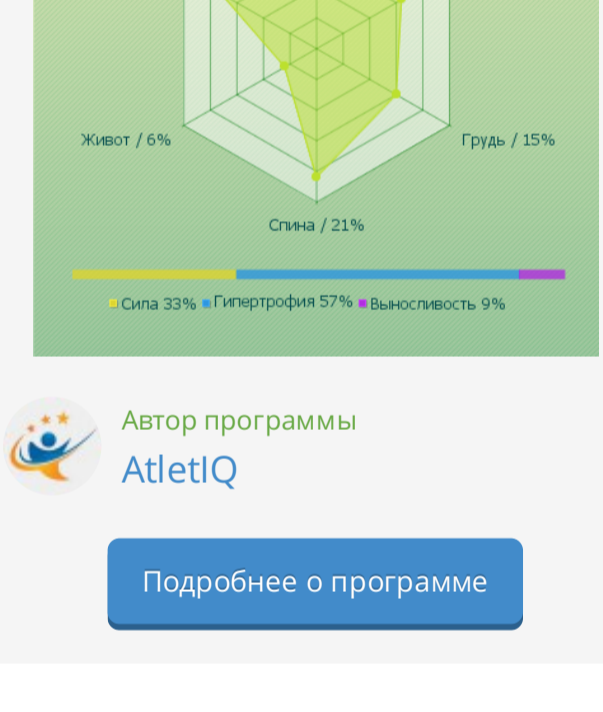 Живот / 6%
Грудь / 15%
Спина / 21%
Сила 33% Гипертрофия 57% Выносливость 9%
Автор программы
AtletIQ
Подробнее о программе